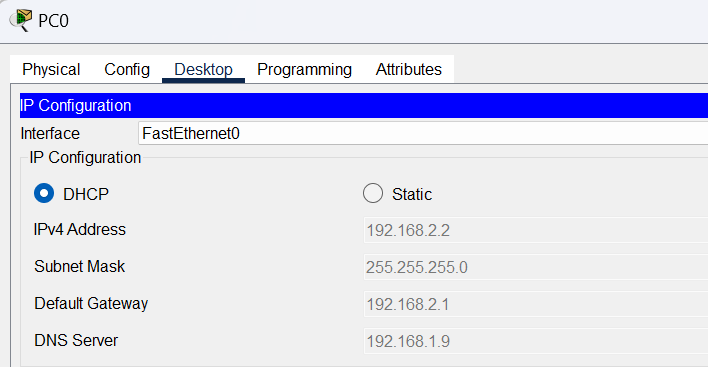 PC0
Physical Config Desktop Programming Attributes
IP Configuration
Interface FastEthernet0
IP Configuration
DHCP Static
IPv4 Address 192.168.2.2
Subnet Mask 255.255.255.0
Default Gateway 192.168.2.1
DNS Server 192.168.1.9